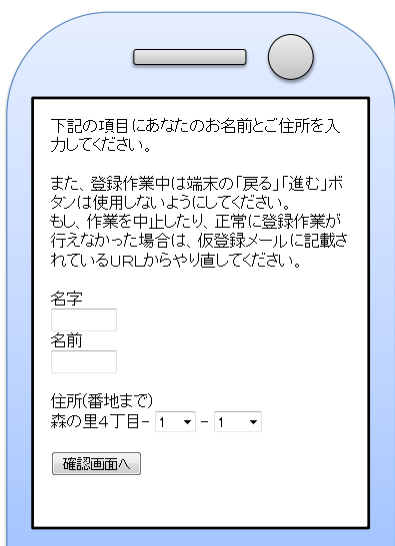 下記の項目にあなたのお名前とご住所を入
力してください。
また、登録作業中は端末の「戻る」「進む」ボ
タンは使用しないようにしてください。
もし、作業を中止したり、正常に登録作業が
行えなかった場合は、仮登録メールに記載さ
れているURLからやり直してください。
名字
名前
住所(番地まで)
森の里4丁目- 1 - 1
確認画面へ